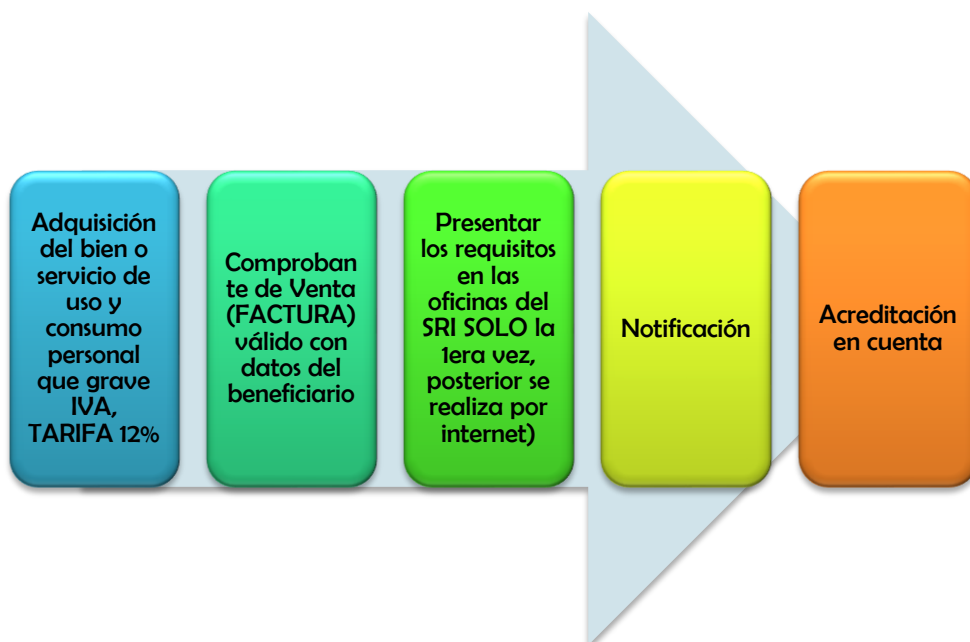 Adquisición
del bien o
servicio de
uso y
consumo
personal
que grave
IVA,
TARIFA 12%
Comproban
te de Venta
(FACTURA)
válido con
datos del
beneficiario
Presentar
los requisitos
en las
oficinas del
SRI SOLO la
1era vez,
posterior se
realiza por
internet)
Notificación
Acreditación
en cuenta